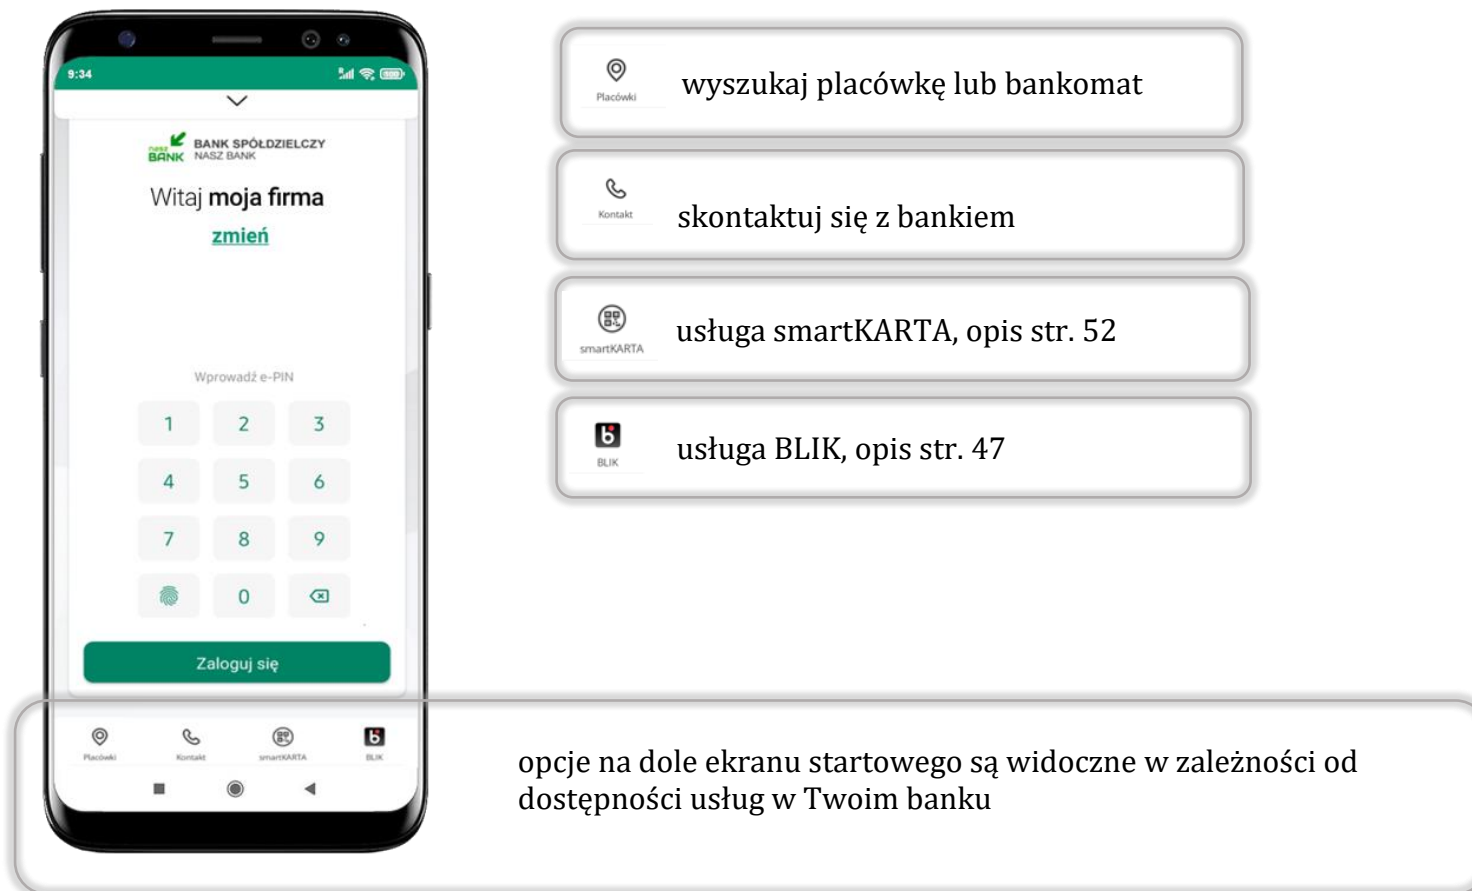 9:34
nasz BANK
BANK SPÓŁDZIELCZY
NASZ BANK
Witaj moja firma
zmień
Wprowadź e-PIN
1 2 3
4 5 6
7 8 9
0
Zaloguj się
Placówki Kontakt smartKARTA BLIK
Placówki
wyszukaj placówkę lub bankomat
Kontakt
skontaktuj się z bankiem
smartKARTA
usługa smartKARTA, opis str. 52
BLIK
usługa BLIK, opis str. 47
opcje na dole ekranu startowego są widoczne w zależności od
dostępności usług w Twoim banku